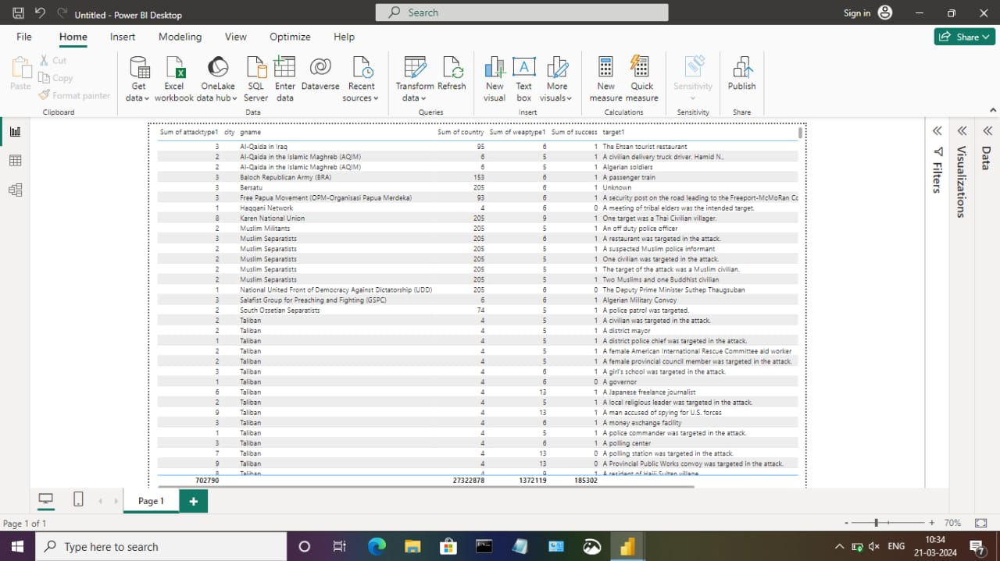 Untitled - Power BI Desktop
Search
Sign in
File Home Insert Modeling View Optimize Help
Share
Paste
Cut
Copy
Format painter
Clipboard
Get data
Excel workbook
OneLake data hub
SQL Server
Enter data
Dataverse
Recent sources
Data
Transform data
Refresh
Queries
New visual
Text box
More visuals
Insert
New measure
Quick measure
Calculations
Sensitivity
Sensitivity
Publish
Share
Sum of attacktype1 city gname Sum of country Sum of weaptype1 Sum of success target1
3 Al-Qaida in Iraq 95 6 1 The Ehsan tourist restaurant
2 Al-Qaida in the Islamic Maghreb (AQIM) 6 5 1 A civilian delivery truck driver, Hamid N.,
2 Al-Qaida in the Islamic Maghreb (AQIM) 6 5 1 Algerian soldiers
3 Baloch Republican Army (BRA) 153 6 1 A passenger train
3 Bersatu 205 6 1 Unknown
3 Free Papua Movement (OPM-Organisasi Papua Merdeka) 93 6 1 A security post on the road leading to the Freeport-McMoRan Cc
1 Haqqani Network 4 6 0 A meeting of tribal elders was the intended target.
8 Karen National Union 205 9 1 One target was a Thai Civilian villager.
2 Muslim Militants 205 5 1 An off duty police officer
3 Muslim Separatists 205 6 1 A restaurant was targeted in the attack.
2 Muslim Separatists 205 5 1 A suspected Muslim police informant
2 Muslim Separatists 205 5 1 One civilian was targeted in the attack.
2 Muslim Separatists 205 5 1 The target of the attack was a Muslim civilian.
2 Muslim Separatists 205 5 1 Two Muslims and one Buddhist civilian
1 National United Front of Democracy Against Dictatorship (UDD) 205 6 0 The Deputy Prime Minister Suthep Thaugsuban
3 Salafist Group for Preaching and Fighting (GSPC) 6 6 1 Algerian Military Convoy
2 South Ossetian Separatists 74 5 1 A police patrol was targeted.
2 Taliban 4 5 1 A civilian was targeted in the attack.
2 Taliban 4 5 1 A district mayor
1 Taliban 4 5 1 A district police chief was targeted in the attack.
2 Taliban 4 5 1 A female American International Rescue Committee aid worker
2 Taliban 4 5 1 A female provincial council member was targeted in the attack.
3 Taliban 4 6 1 A girl's school was targeted in the attack.
1 Taliban 4 6 0 A governor
6 Taliban 4 13 1 A Japanese freelance journalist
2 Taliban 4 5 1 A local religious leader was targeted in the attack.
9 Taliban 4 13 1 A man accused of spying for U.S. forces
3 Taliban 4 6 1 A money exchange facility
1 Taliban 4 5 1 A police commander was targeted in the attack.
3 Taliban 4 6 1 A polling center
7 Taliban 4 13 0 A polling station was targeted in the attack.
9 Taliban 4 13 0 A Provincial Public Works convoy was targeted in the attack.
8 Taliban 4 9 1 A resident of Hajji Sultan village
702790 27322878 1372119 185302
Filters
Visualizations
Data
Page 1
Page 1 of 1
- + 70%
Type here to search
ENG
10:34
21-03-2024
7